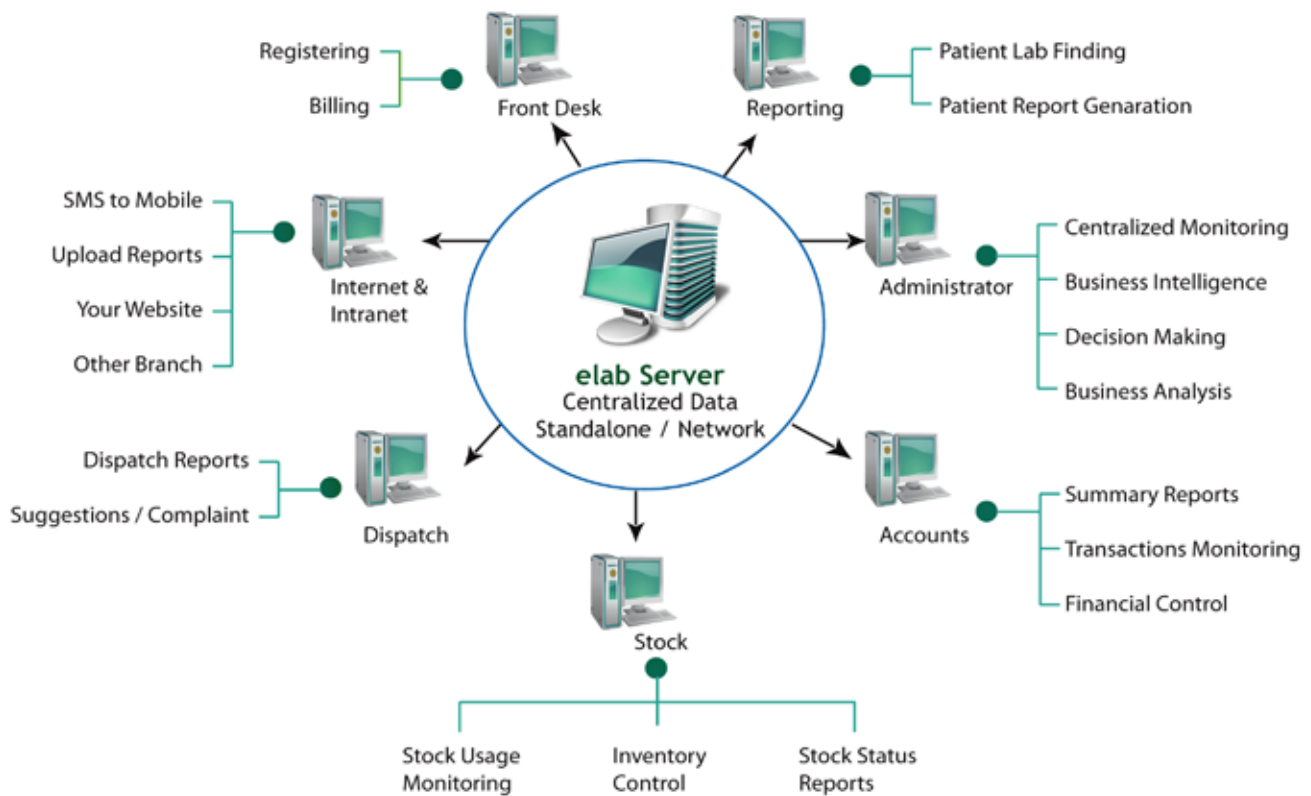 Registering
Billing
Front Desk
Reporting
Patient Lab Finding
Patient Report Genaration
SMS to Mobile
Upload Reports
Your Website
Other Branch
Internet &
Intranet
elab Server
Centralized Data
Standalone / Network
Administrator
Centralized Monitoring
Business Intelligence
Decision Making
Business Analysis
Dispatch Reports
Suggestions / Complaint
Dispatch
Accounts
Summary Reports
Transactions Monitoring
Financial Control
Stock
Stock Usage
Monitoring
Inventory
Control
Stock Status
Reports